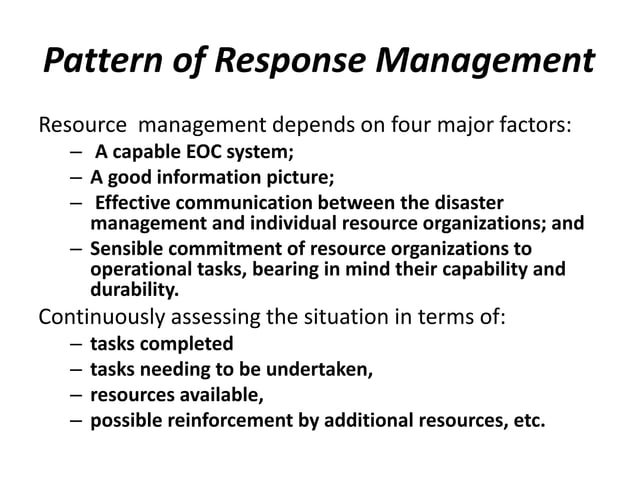 Pattern of Response Management
Resource  management depends on four major factors:
–  A capable EOC system;
– A good information picture;
–  Effective communication between the disaster
management and individual resource organizations; and
– Sensible commitment of resource organizations to
operational tasks, bearing in mind their capability and
durability.
Continuously assessing the situation in terms of:
– tasks completed
– tasks needing to be undertaken,
– resources available,
– possible reinforcement by additional resources, etc.